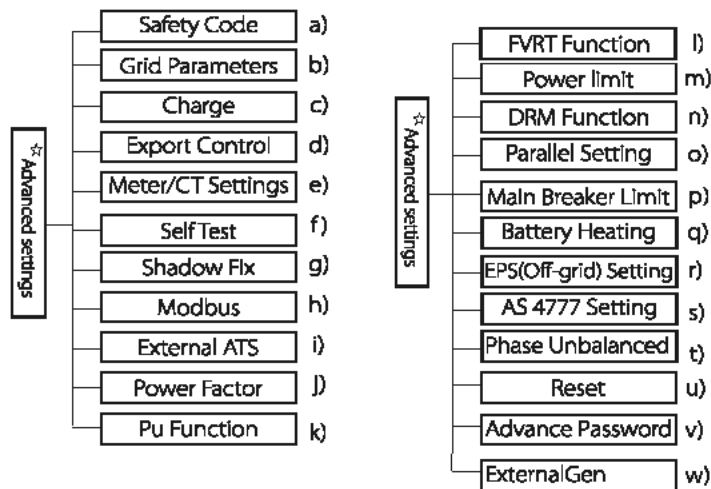 Safety Code a)
Grid Parameters b)
Charge c)
Export Control d)
Meter/CT Settings e)
Self Test f)
Shadow Fix g)
Modbus h)
External ATS i)
Power Factor j)
Pu Function k)
☆ Advanced settings
FVRT Function l)
Power limit m)
DRM Function n)
Parallel Setting o)
Main Breaker Limit p)
Battery Heating q)
EPS(Off-grid) Setting r)
AS 4777 Setting s)
Phase Unbalanced t)
Reset u)
Advance Password v)
ExternalGen w)
☆ Advanced settings